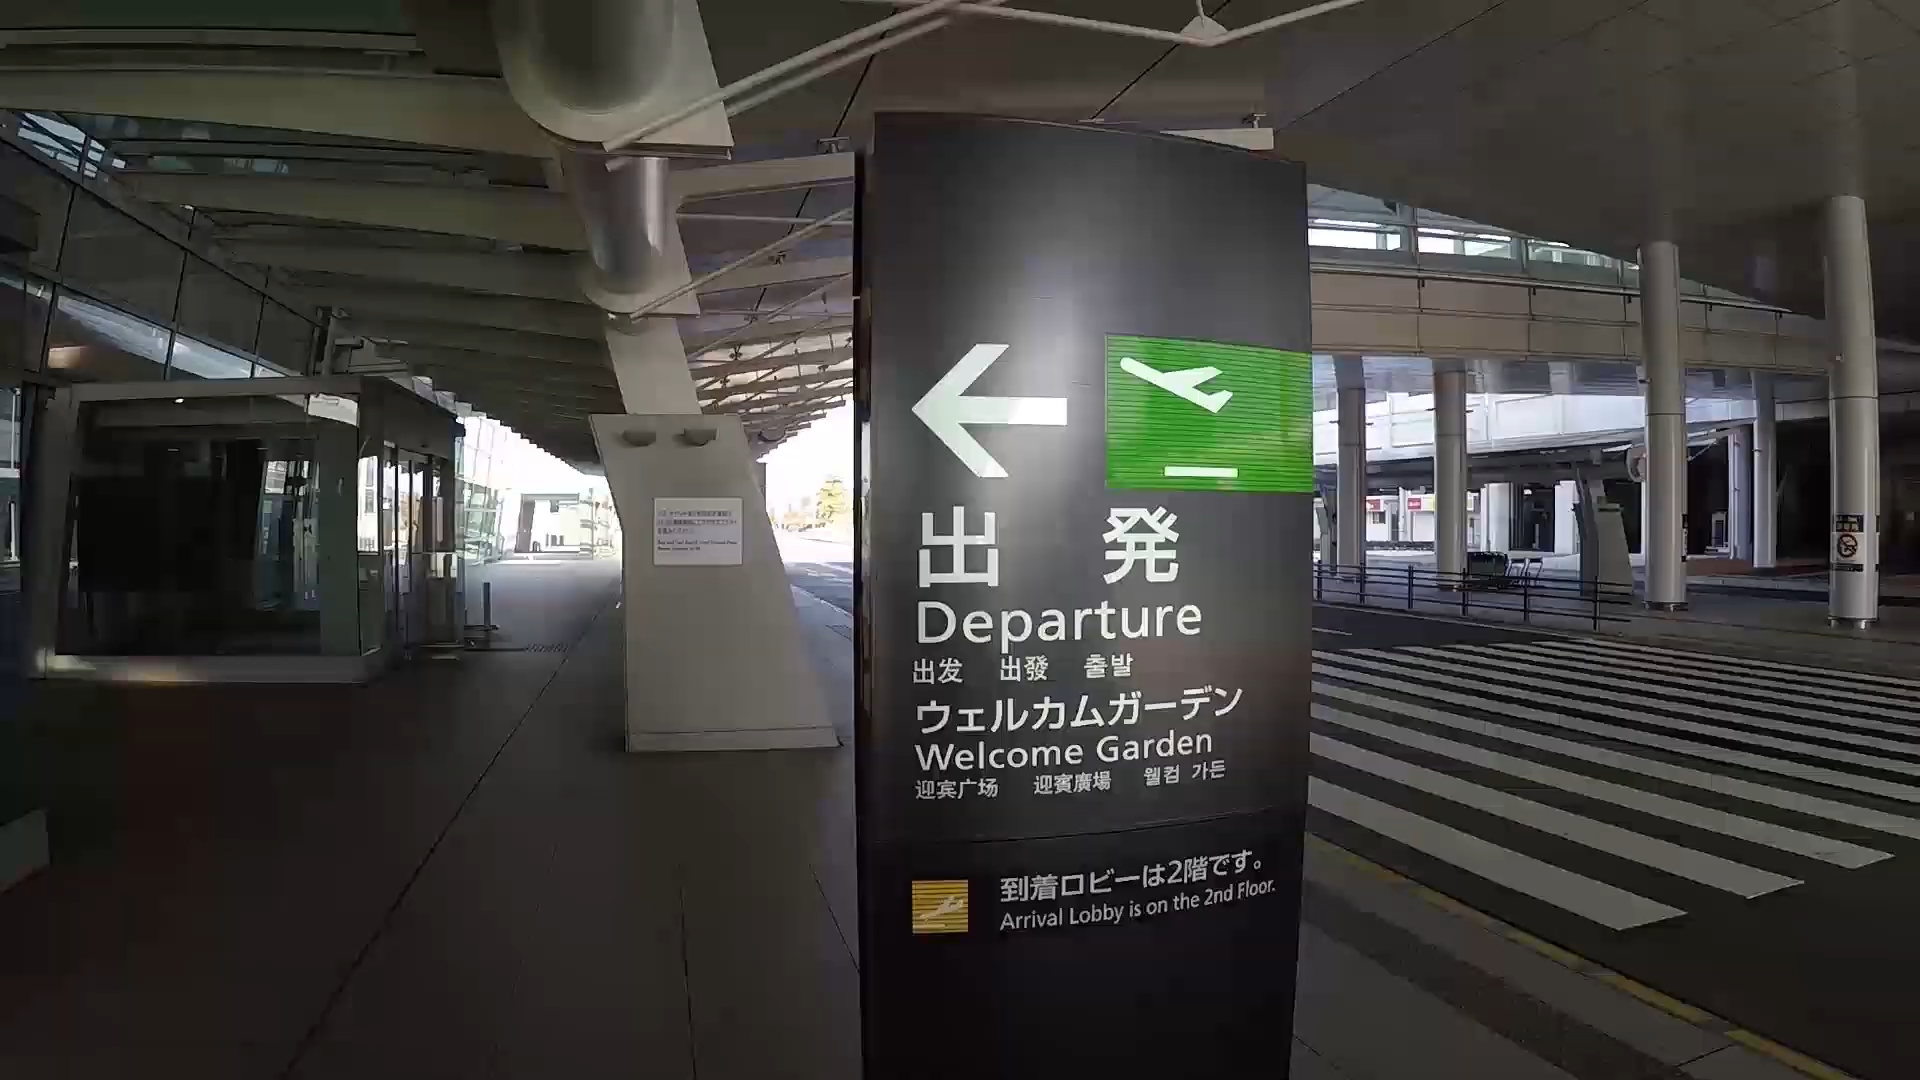 出 発
Departure
出发 出發 출발
ウェルカムガーデン
Welcome Garden
迎宾广场 迎賓廣場 웰컴 가든
到着ロビーは2階です。
Arrival Lobby is on the 2nd Floor.